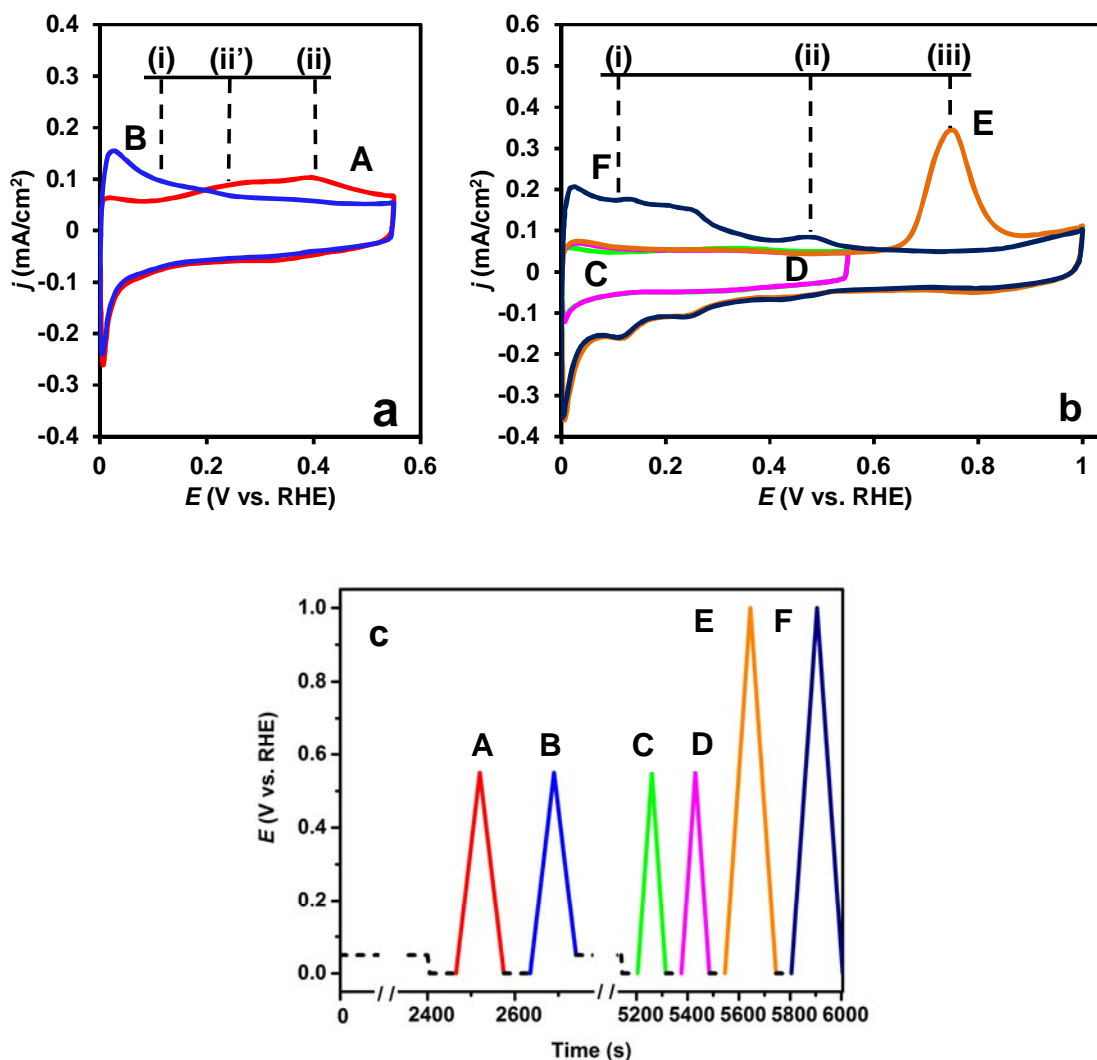 0.4
0.3
0.2
0.1
0
-0.1
-0.2
-0.3
-0.4
j (mA/cm²)
(i) (ii’) (ii)
B
A
a
0 0.2 0.4 0.6
E (V vs. RHE)
0.6
0.5
0.4
0.3
0.2
0.1
0
-0.1
-0.2
-0.3
-0.4
j (mA/cm²)
(i) (ii) (iii)
E
F
C
D
b
0 0.2 0.4 0.6 0.8 1
E (V vs. RHE)
1.0
0.8
0.6
0.4
0.2
0.0
E (V vs. RHE)
c
E F
A B C D
0 // 2400 2600 // 5200 5400 5600 5800 6000
Time (s)